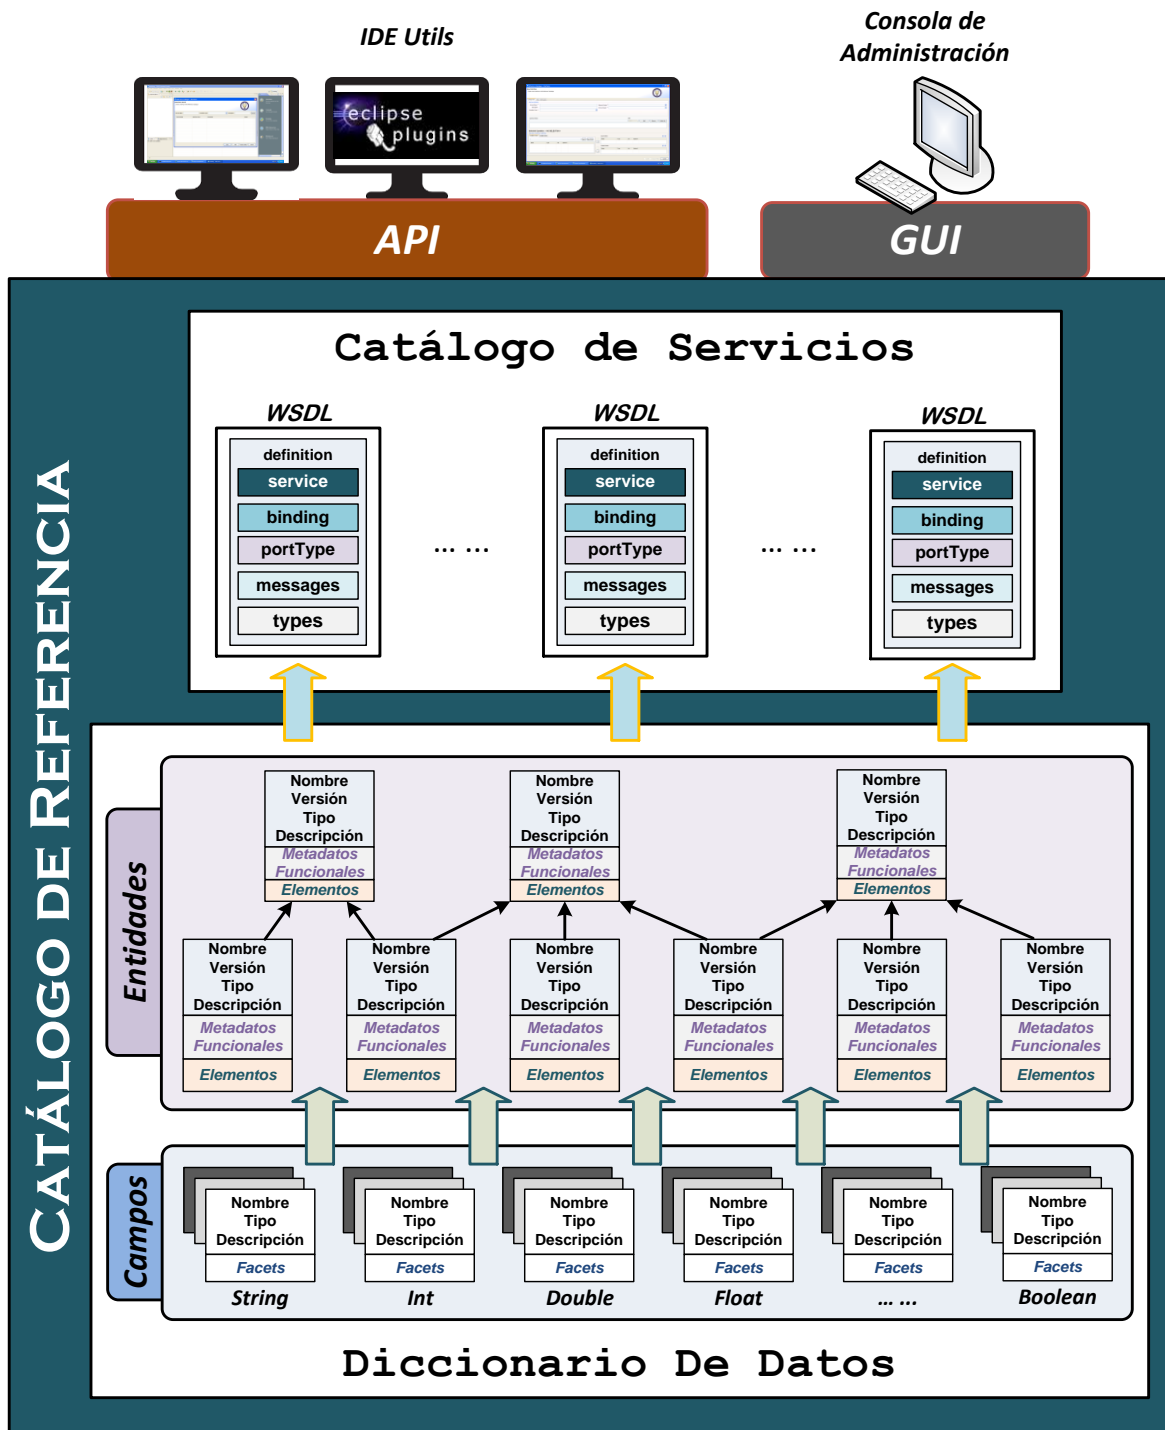 IDE Utils
Consola de
Administración
eclipse
plugins
API
GUI
CATÁLOGO DE REFERENCIA
Catálogo de Servicios
WSDL
definition
service
binding
portType
messages
types
... ...
WSDL
definition
service
binding
portType
messages
types
... ...
WSDL
definition
service
binding
portType
messages
types
Entidades
Nombre
Versión
Tipo
Descripción
Metadatos
Funcionales
Elementos
Nombre
Versión
Tipo
Descripción
Metadatos
Funcionales
Elementos
Nombre
Versión
Tipo
Descripción
Metadatos
Funcionales
Elementos
Nombre
Versión
Tipo
Descripción
Metadatos
Funcionales
Elementos
Nombre
Versión
Tipo
Descripción
Metadatos
Funcionales
Elementos
Nombre
Versión
Tipo
Descripción
Metadatos
Funcionales
Elementos
Nombre
Versión
Tipo
Descripción
Metadatos
Funcionales
Elementos
Nombre
Versión
Tipo
Descripción
Metadatos
Funcionales
Elementos
Nombre
Versión
Tipo
Descripción
Metadatos
Funcionales
Elementos
Campos
Nombre
Tipo
Descripción
Facets
String
Nombre
Tipo
Descripción
Facets
Int
Nombre
Tipo
Descripción
Facets
Double
Nombre
Tipo
Descripción
Facets
Float
Nombre
Tipo
Descripción
Facets
... ...
Nombre
Tipo
Descripción
Facets
Boolean
Diccionario De Datos